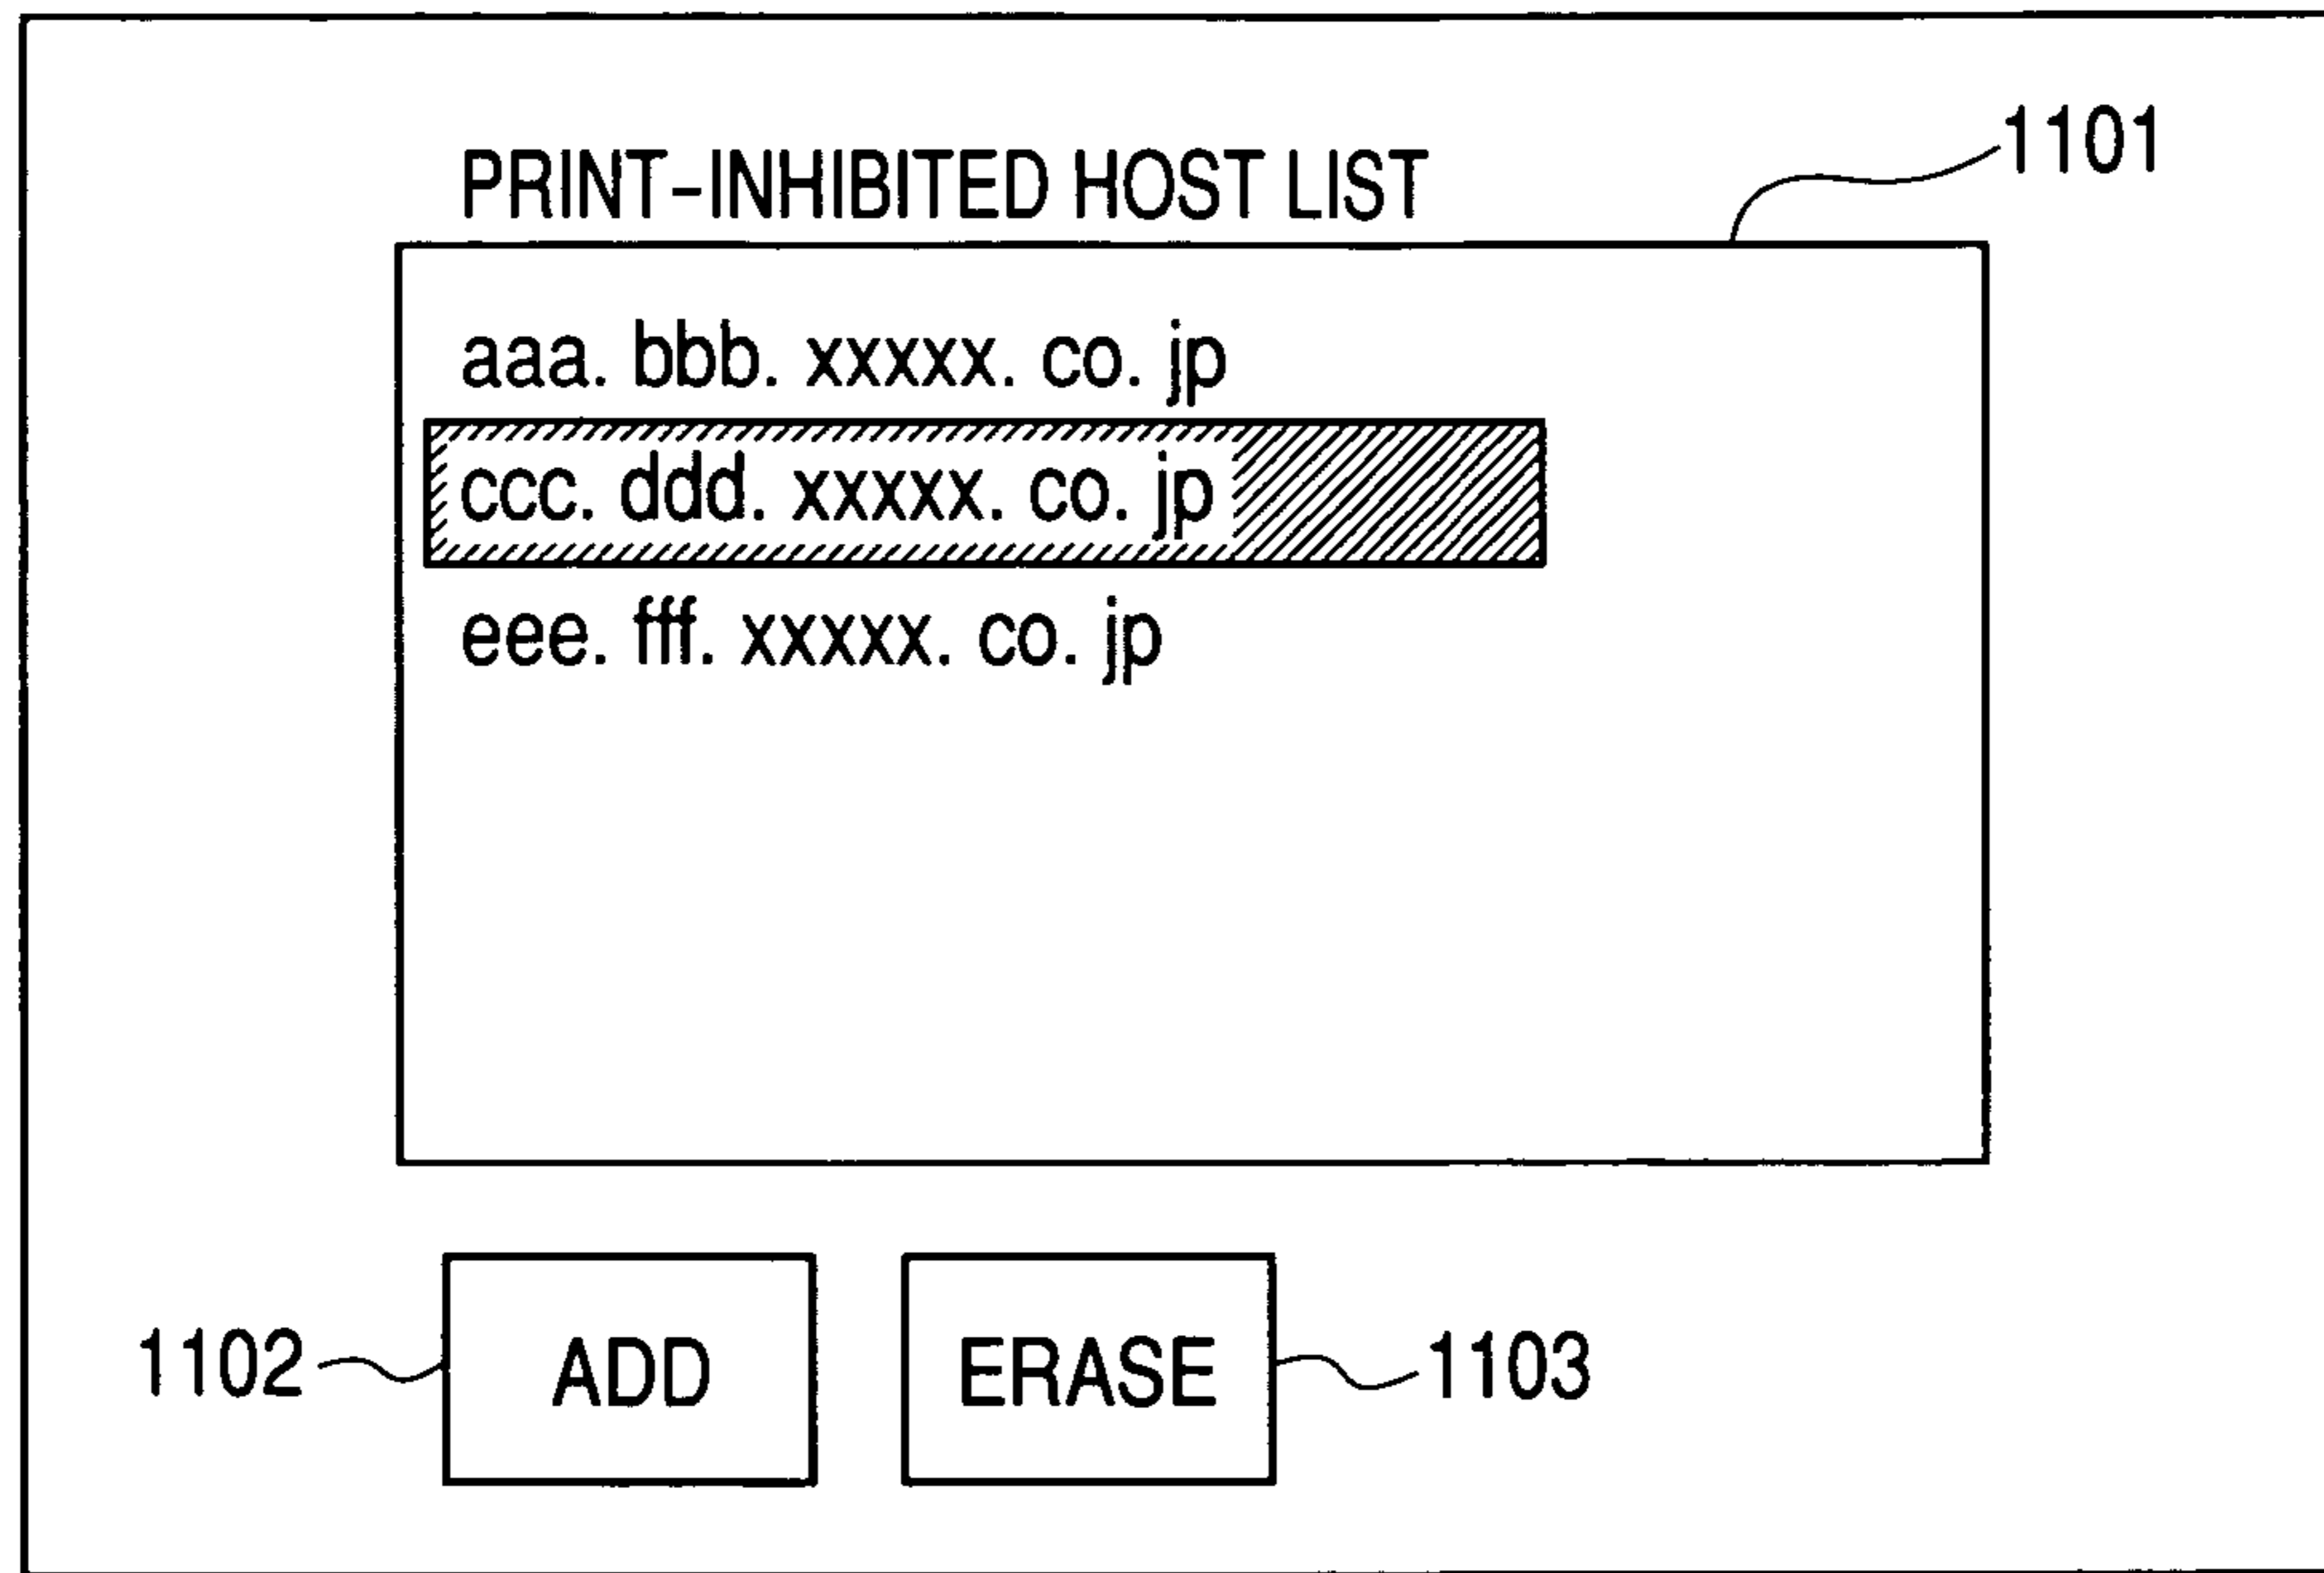 1101
PRINT-INHIBITED HOST LIST
aaa. bbb. xxxxx. co. jp
ccc. ddd. xxxxx. co. jp
eee. fff. xxxxx. co. jp
1102 ADD ERASE 1103